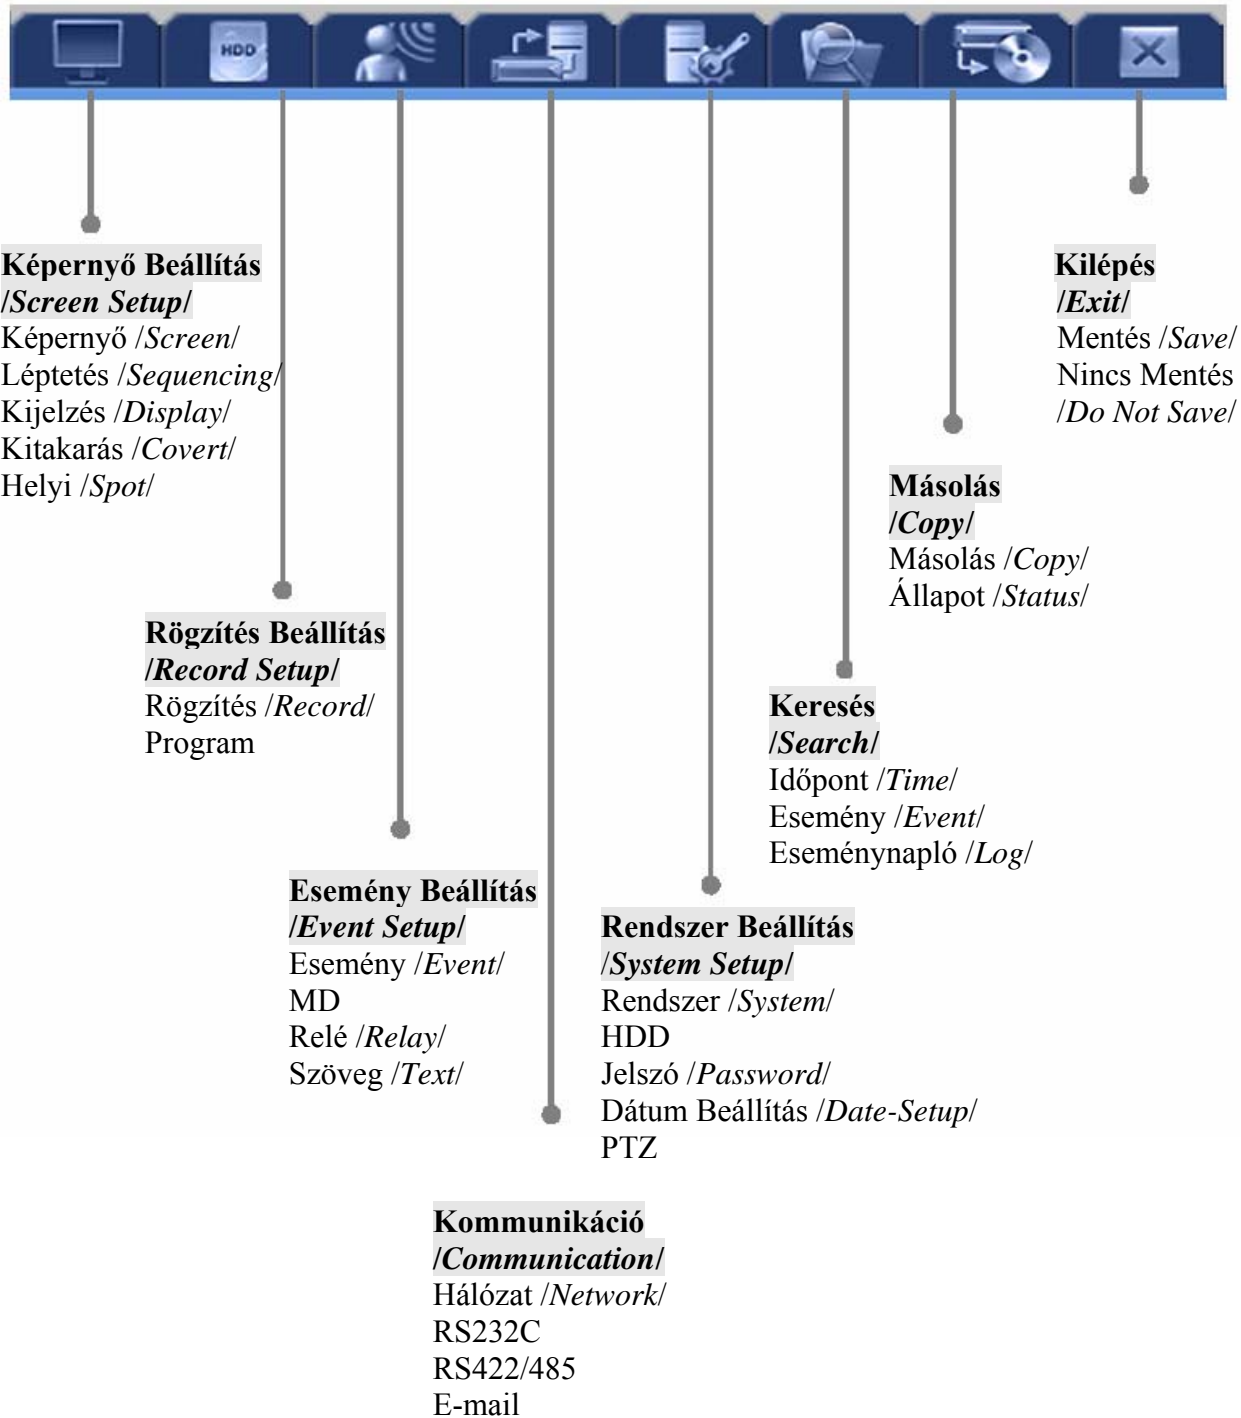 HDD
Képernyő Beállítás
/Screen Setup/
Képernyő /Screen/
Léptetés /Sequencing/
Kijelzés /Display/
Kitakarás /Covert/
Helyi /Spot/
Kilépés
/Exit/
Mentés /Save/
Nincs Mentés
/Do Not Save/
Másolás
/Copy/
Másolás /Copy/
Állapot /Status/
Rögzítés Beállítás
/Record Setup/
Rögzítés /Record/
Program
Keresés
/Search/
Időpont /Time/
Esemény /Event/
Eseménynapló /Log/
Esemény Beállítás
/Event Setup/
Esemény /Event/
MD
Relé /Relay/
Szöveg /Text/
Rendszer Beállítás
/System Setup/
Rendszer /System/
HDD
Jelszó /Password/
Dátum Beállítás /Date-Setup/
PTZ
Kommunikáció
/Communication/
Hálózat /Network/
RS232C
RS422/485
E-mail